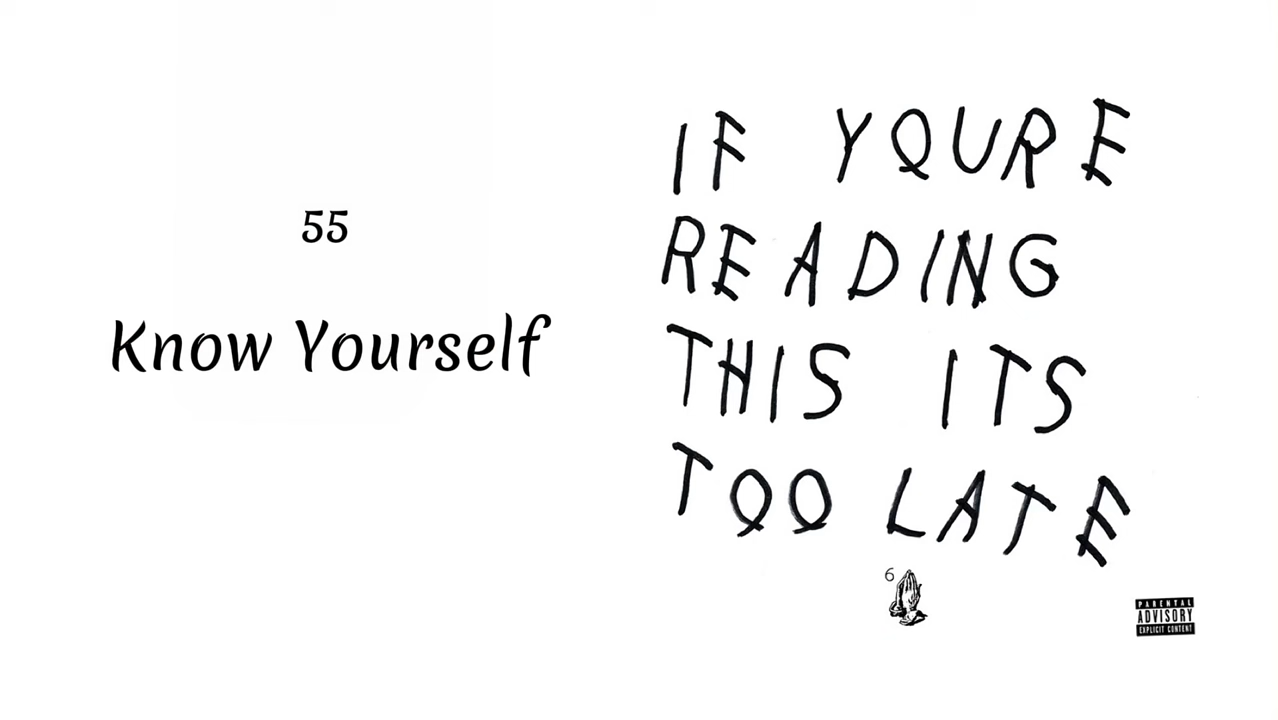 55
Know Yourself
IF YOURE
READING
THIS ITS
TOO LATE
6
PARENTAL
ADVISORY
EXPLICIT CONTENT